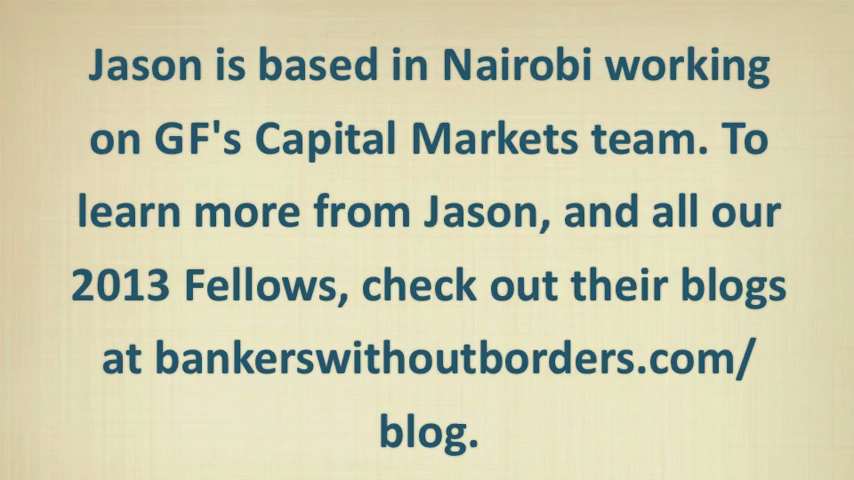 Jason is based in Nairobi working
on GF's Capital Markets team. To
learn more from Jason, and all our
2013 Fellows, check out their blogs
at bankerswithoutborders.com/
blog.